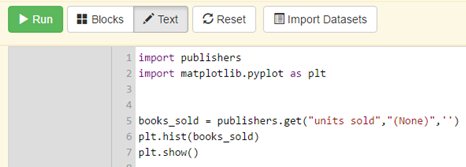 Run Blocks Text Reset Import Datasets
1 import publishers
2 import matplotlib.pyplot as plt
3
4
5 books_sold = publishers.get("units sold","(None)",'')
6 plt.hist(books_sold)
7 plt.show()